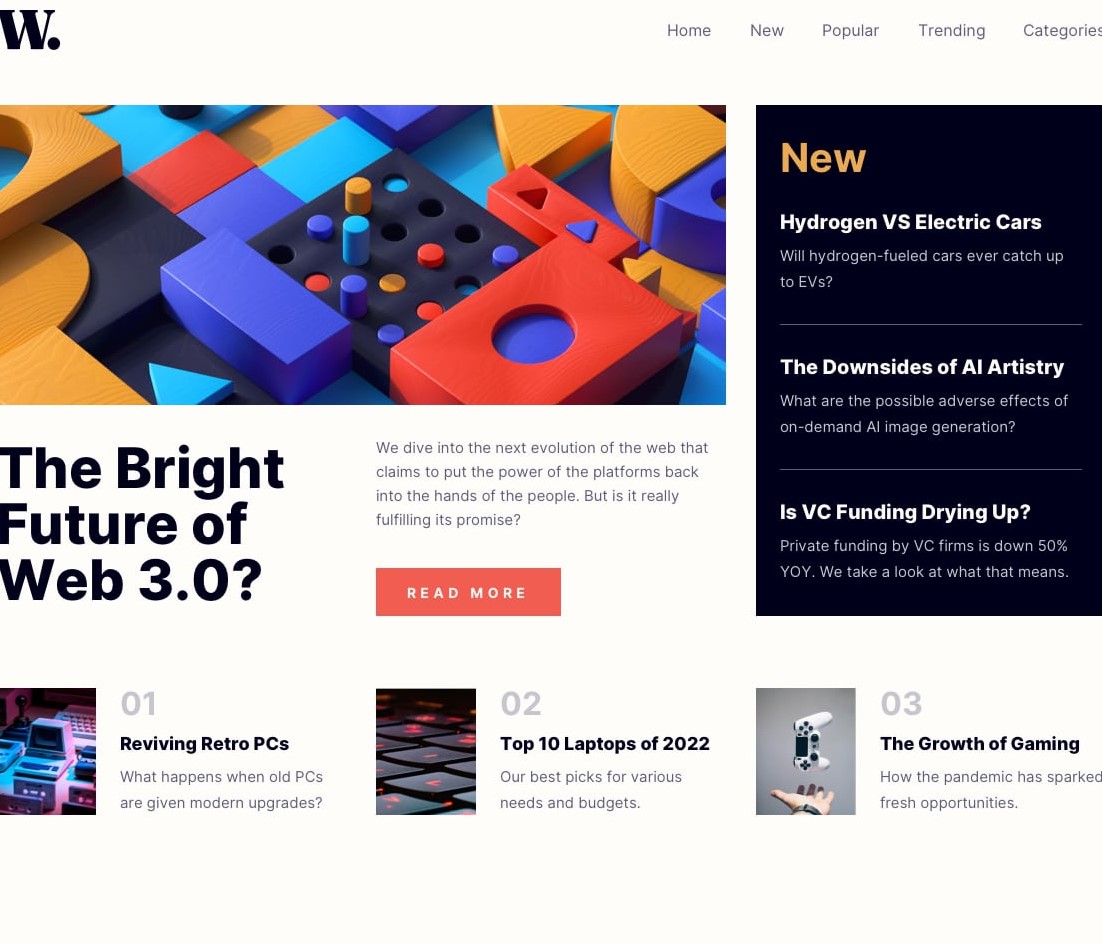 W.
Home New Popular Trending Categories
New
Hydrogen VS Electric Cars
Will hydrogen-fueled cars ever catch up
to EVs?
The Downsides of AI Artistry
What are the possible adverse effects of
on-demand AI image generation?
Is VC Funding Drying Up?
Private funding by VC firms is down 50%
YOY. We take a look at what that means.
The Bright
Future of
Web 3.0?
We dive into the next evolution of the web that
claims to put the power of the platforms back
into the hands of the people. But is it really
fulfilling its promise?
READ MORE
01
Reviving Retro PCs
What happens when old PCs
are given modern upgrades?
02
Top 10 Laptops of 2022
Our best picks for various
needs and budgets.
03
The Growth of Gaming
How the pandemic has sparked
fresh opportunities.